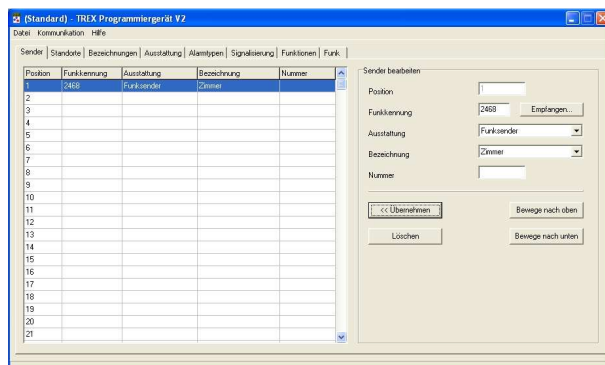 (Standard) - TREX Programmiergerät V2
Datei Kommunikation Hilfe
Sender Standorte Bezeichnungen Ausstattung Alarmtypen Signalisierung Funktionen Funk
Position Funkkennung Ausstattung Bezeichnung Nummer
1 2468 Funksender Zimmer
2
3
4
5
6
7
8
9
10
11
12
13
14
15
16
17
18
19
20
21
Sender bearbeiten
Position 1
Funkkennung 2468 Empfangen...
Ausstattung Funksender
Bezeichnung Zimmer
Nummer
<< Übernehmen Bewege nach oben
Löschen Bewege nach unten